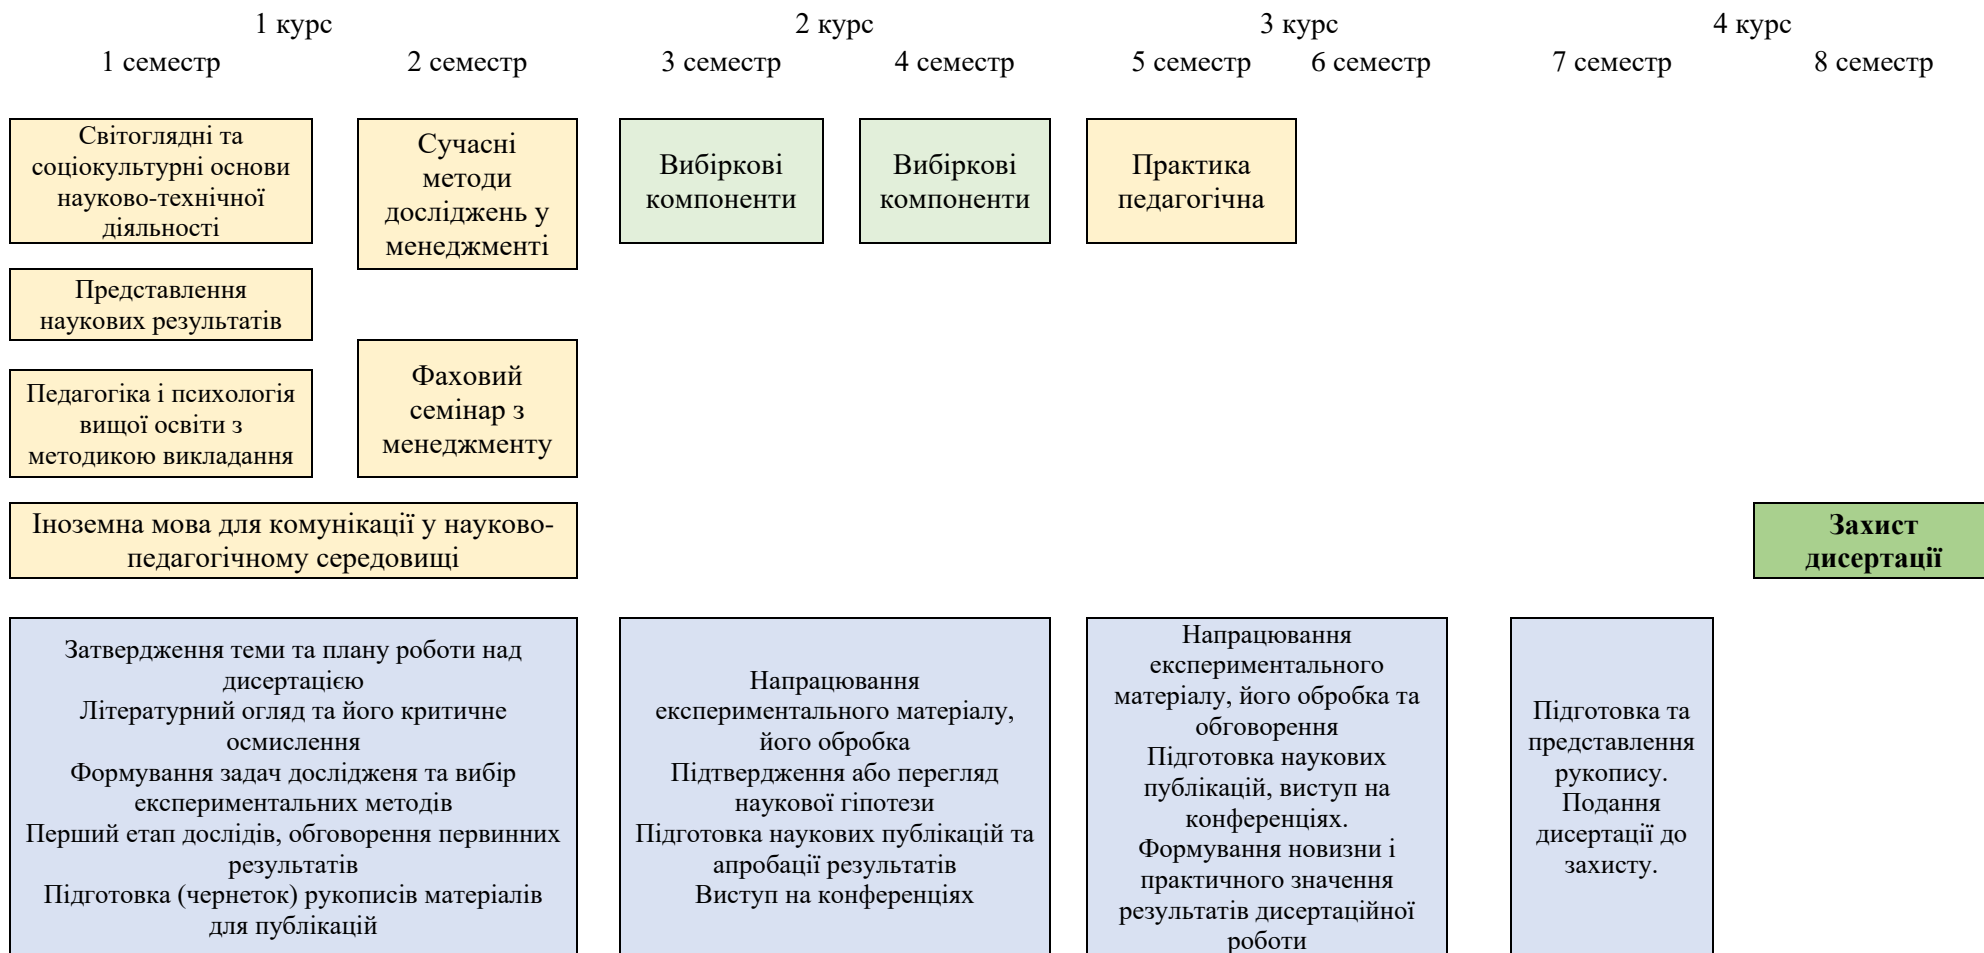 1 курс
2 курс
3 курс
4 курс
1 семестр
2 семестр
3 семестр
4 семестр
5 семестр
6 семестр
7 семестр
8 семестр
Світоглядні та
соціокультурні основи
науково-технічної
діяльності
Сучасні
методи
досліджень у
менеджменті
Вибіркові
компоненти
Вибіркові
компоненти
Практика
педагогічна
Представлення
наукових результатів
Педагогіка і психологія
вищої освіти з
методикою викладання
Фаховий
семінар з
менеджменту
Іноземна мова для комунікації у науково-
педагогічному середовищі
Захист
дисертації
Затвердження теми та плану роботи над
дисертацією
Літературний огляд та його критичне
осмислення
Формування задач дослідженя та вибір
експериментальних методів
Перший етап дослідів, обговорення первинних
результатів
Підготовка (чернеток) рукописів матеріалів
для публікацій
Напрацювання
експериментального матеріалу,
його обробка
Підтвердження або перегляд
наукової гіпотези
Підготовка наукових публікацій та
апробації результатів
Виступ на конференціях
Напрацювання
експериментального
матеріалу, його обробка та
обговорення
Підготовка наукових
публікацій, виступ на
конференціях.
Формування новизни і
практичного значення
результатів дисертаційної
роботи
Підготовка та
представлення
рукопису.
Подання
дисертації до
захисту.